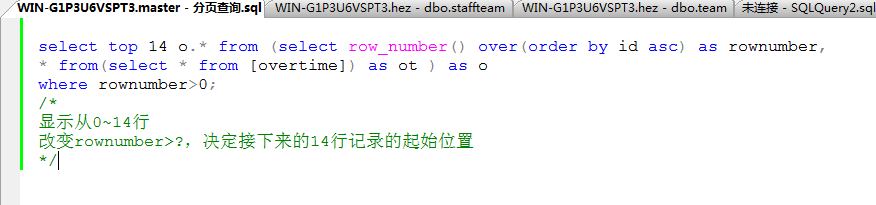 WIN-G1P3U6VSPT3.master - 分页查询.sql WIN-G1P3U6VSPT3.hez - dbo.staffteam WIN-G1P3U6VSPT3.hez - dbo.team 未连接 - SQLQuery2.sql
select top 14 o.* from (select row_number() over(order by id asc) as rownumber,
* from(select * from [overtime]) as ot ) as o
where rownumber>0;
/*
显示从0~14行
改变rownumber>?，决定接下来的14行记录的起始位置
*/